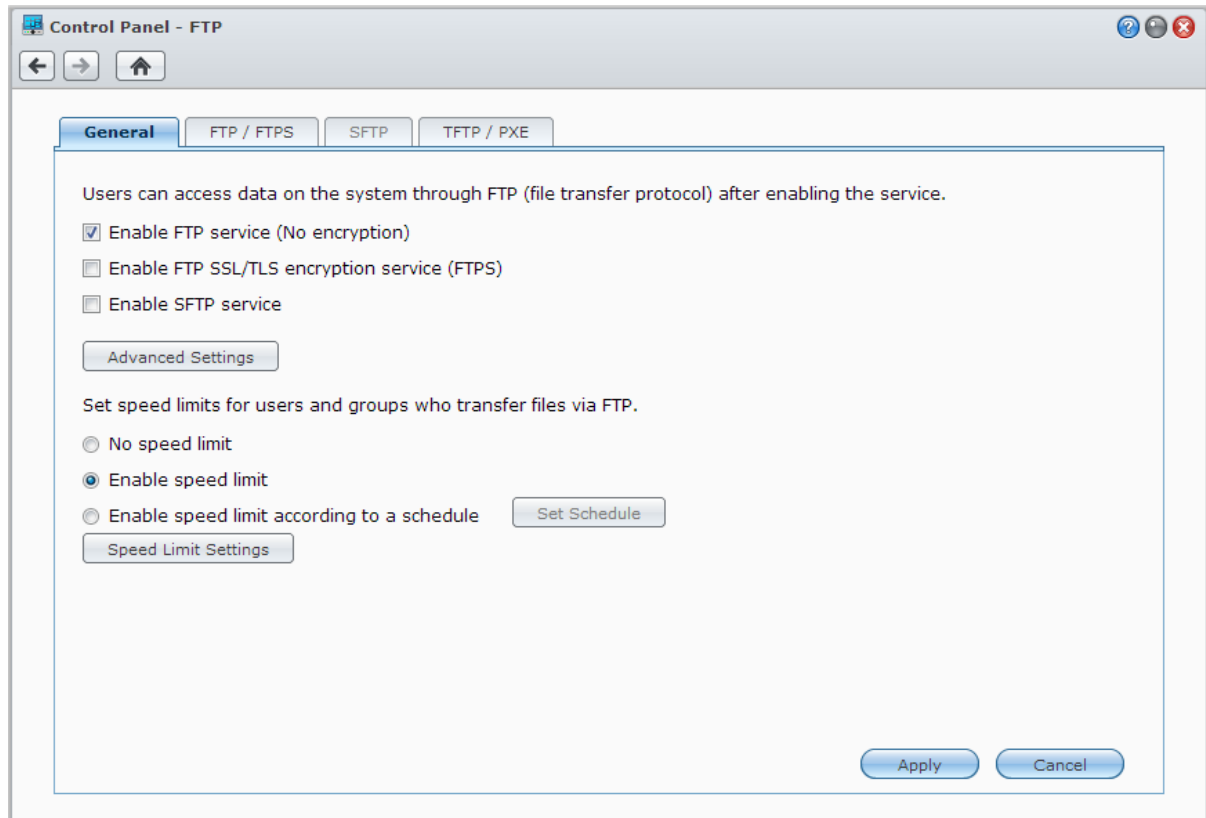 Control Panel - FTP
General
FTP / FTPS
SFTP
TFTP / PXE
Users can access data on the system through FTP (file transfer protocol) after enabling the service.
Enable FTP service (No encryption)
Enable FTP SSL/TLS encryption service (FTPS)
Enable SFTP service
Advanced Settings
Set speed limits for users and groups who transfer files via FTP.
No speed limit
Enable speed limit
Enable speed limit according to a schedule
Set Schedule
Speed Limit Settings
Apply
Cancel